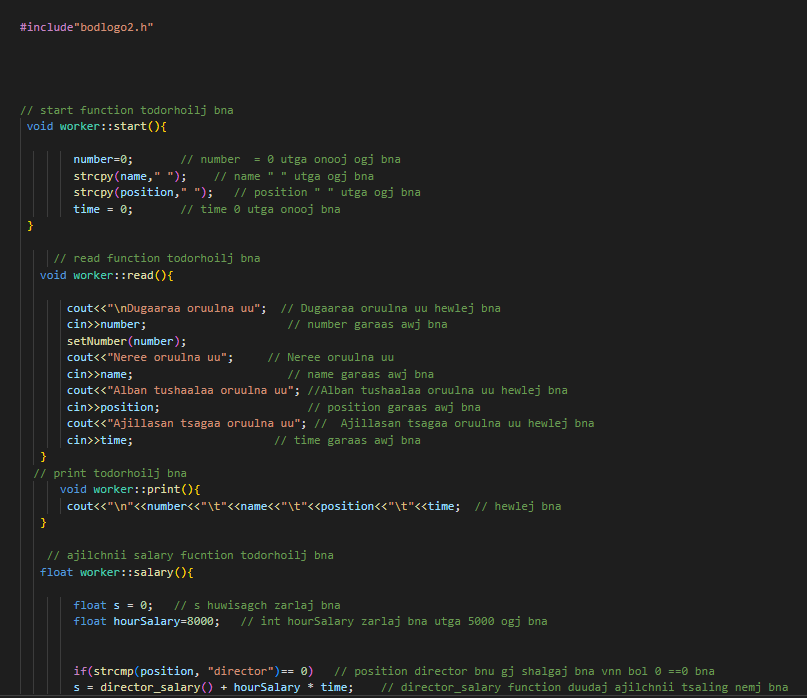 #include"bodlogo2.h"
// start function todorhoilj bna
void worker::start(){
number=0;       // number  = 0 utga onooj ogj bna
strcpy(name," ");    // name " " utga ogj bna
strcpy(position," ");   // position " " utga ogj bna
time = 0;       // time 0 utga onooj bna
}
// read function todorhoilj bna
void worker::read(){
cout<<"\nDugaaraa oruulna uu";  // Dugaaraa oruulna uu hewlej bna
cin>>number;                     // number garaas awj bna
setNumber(number);
cout<<"Neree oruulna uu";     // Neree oruulna uu
cin>>name;                       // name garaas awj bna
cout<<"Alban tushaalaa oruulna uu"; //Alban tushaalaa oruulna uu hewlej bna
cin>>position;                      // position garaas awj bna
cout<<"Ajillasan tsagaa oruulna uu"; //  Ajillasan tsagaa oruulna uu hewlej bna
cin>>time;                     // time garaas awj bna
}
// print todorhoilj bna
void worker::print(){
cout<<"\n"<<number<<"\t"<<name<<"\t"<<position<<"\t"<<time;  // hewlej bna
}
// ajilchnii salary fucntion todorhoilj bna
float worker::salary(){
float s = 0;   // s huwisagch zarlaj bna
float hourSalary=8000;   // int hourSalary zarlaj bna utga 5000 ogj bna
if(strcmp(position, "director")== 0)   // position director bnu gj shalgaj bna vnn bol 0 ==0 bna
s = director_salary() + hourSalary * time;    // director_salary function duudaj ajilchnii tsaling nemj bna